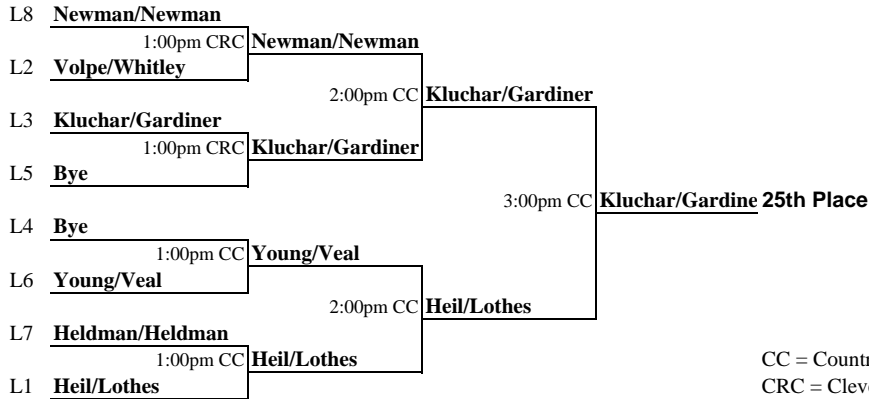 L8 Newman/Newman
1:00pm CRC Newman/Newman
L2 Volpe/Whitley
2:00pm CC Kluchar/Gardiner
L3 Kluchar/Gardiner
1:00pm CRC Kluchar/Gardiner
L5 Bye
3:00pm CC Kluchar/Gardine 25th Place
L4 Bye
1:00pm CC Young/Veal
L6 Young/Veal
2:00pm CC Heil/Lothes
L7 Heldman/Heldman
1:00pm CC Heil/Lothes CC = Countr
L1 Heil/Lothes CRC = Cleve